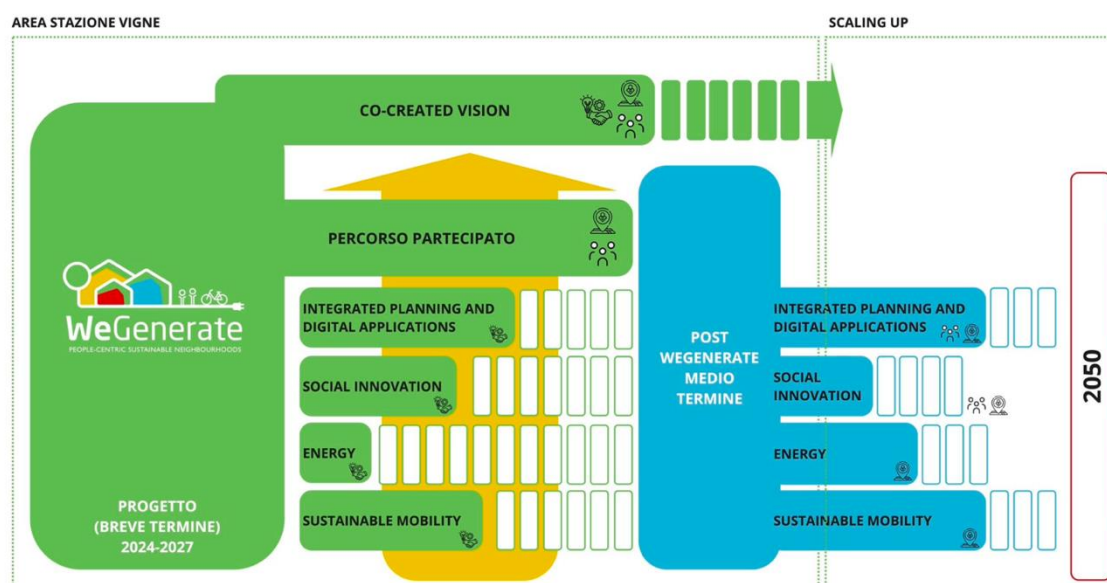 AREA STAZIONE VIGNE
SCALING UP
CO-CREATED VISION
PERCORSO PARTECIPATO
WeGenerate
PEOPLE-CENTRIC SUSTAINABLE NEIGHBOURHOODS
PROGETTO
(BREVE TERMINE)
2024-2027
INTEGRATED PLANNING AND
DIGITAL APPLICATIONS
SOCIAL INNOVATION
ENERGY
SUSTAINABLE MOBILITY
POST
WEGENERATE
MEDIO
TERMINE
INTEGRATED PLANNING AND
DIGITAL APPLICATIONS
SOCIAL
INNOVATION
ENERGY
SUSTAINABLE MOBILITY
2050